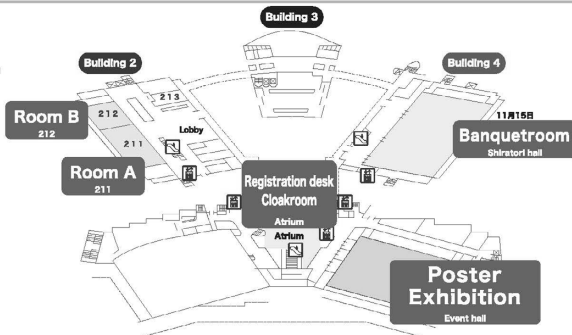 Building 3
Building 2
Building 4
213
212
211
Lobby
Room B
212
Room A
211
11月15日
Banquetroom
Shiratori hall
Registration desk
Cloakroom
Atrium
Atrium
Poster
Exhibition
Event hall